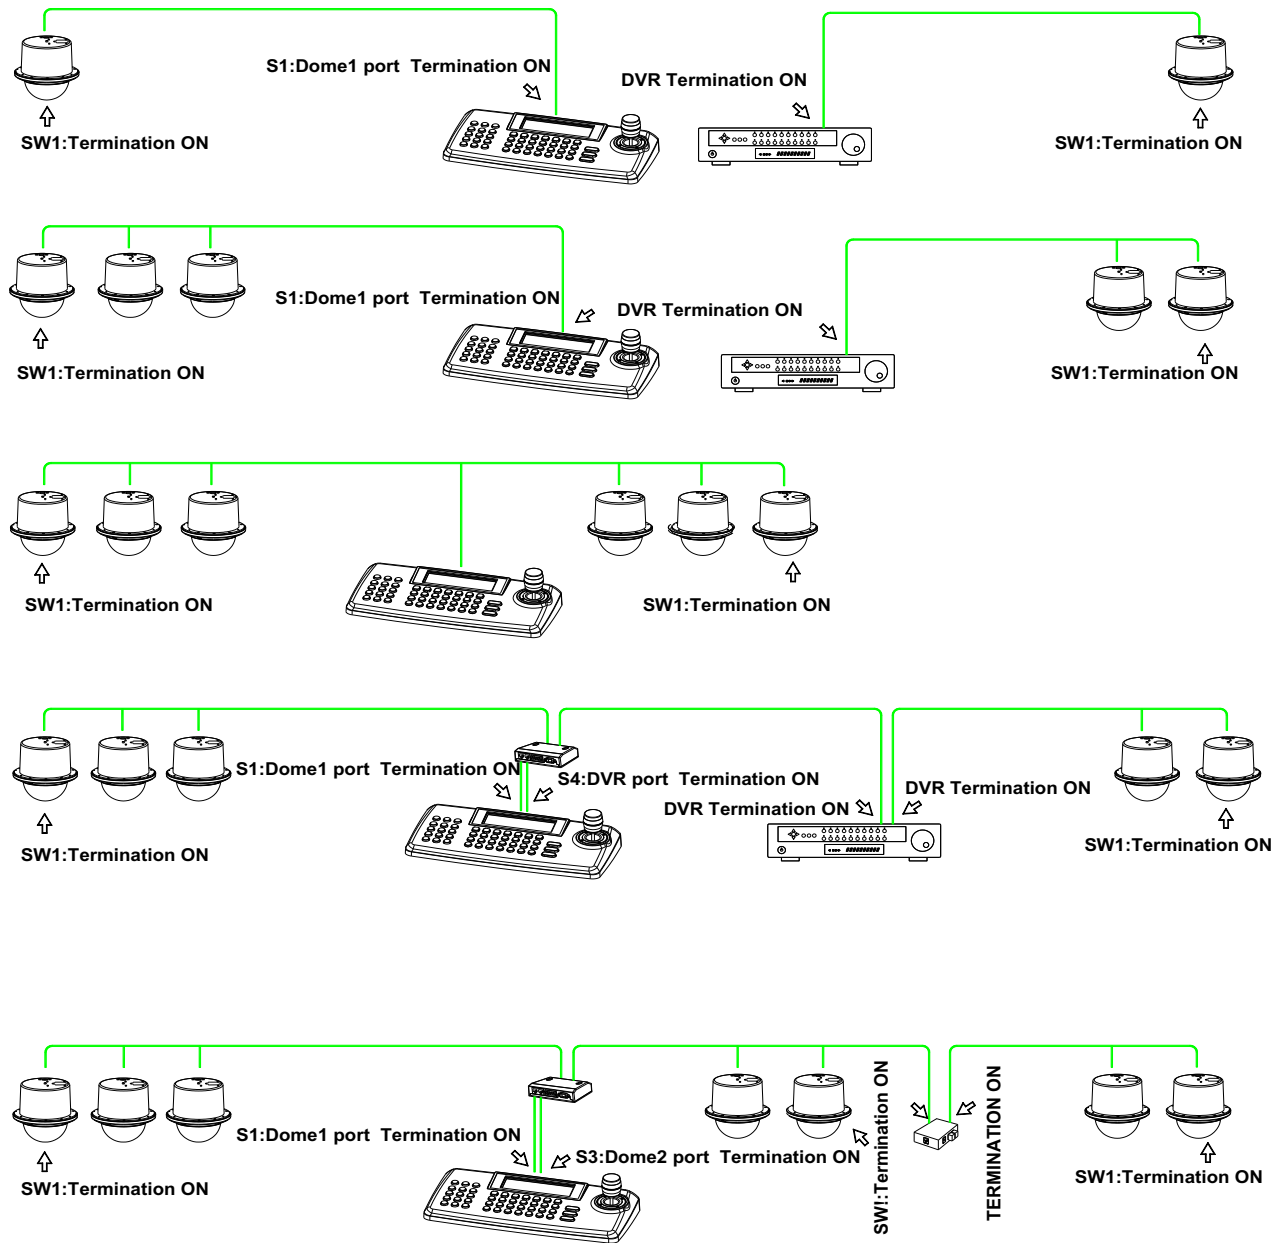 S1:Dome1 port Termination ON
DVR Termination ON
SW1:Termination ON
SW1:Termination ON
S1:Dome1 port Termination ON
DVR Termination ON
SW1:Termination ON
SW1:Termination ON
SW1:Termination ON
SW1:Termination ON
S1:Dome1 port Termination ON
S4:DVR port Termination ON
DVR Termination ON
DVR Termination ON
SW1:Termination ON
SW1:Termination ON
S1:Dome1 port Termination ON
S3:Dome2 port Termination ON
SW!:Termination ON
TERMINATION ON
SW1:Termination ON
SW1:Termination ON